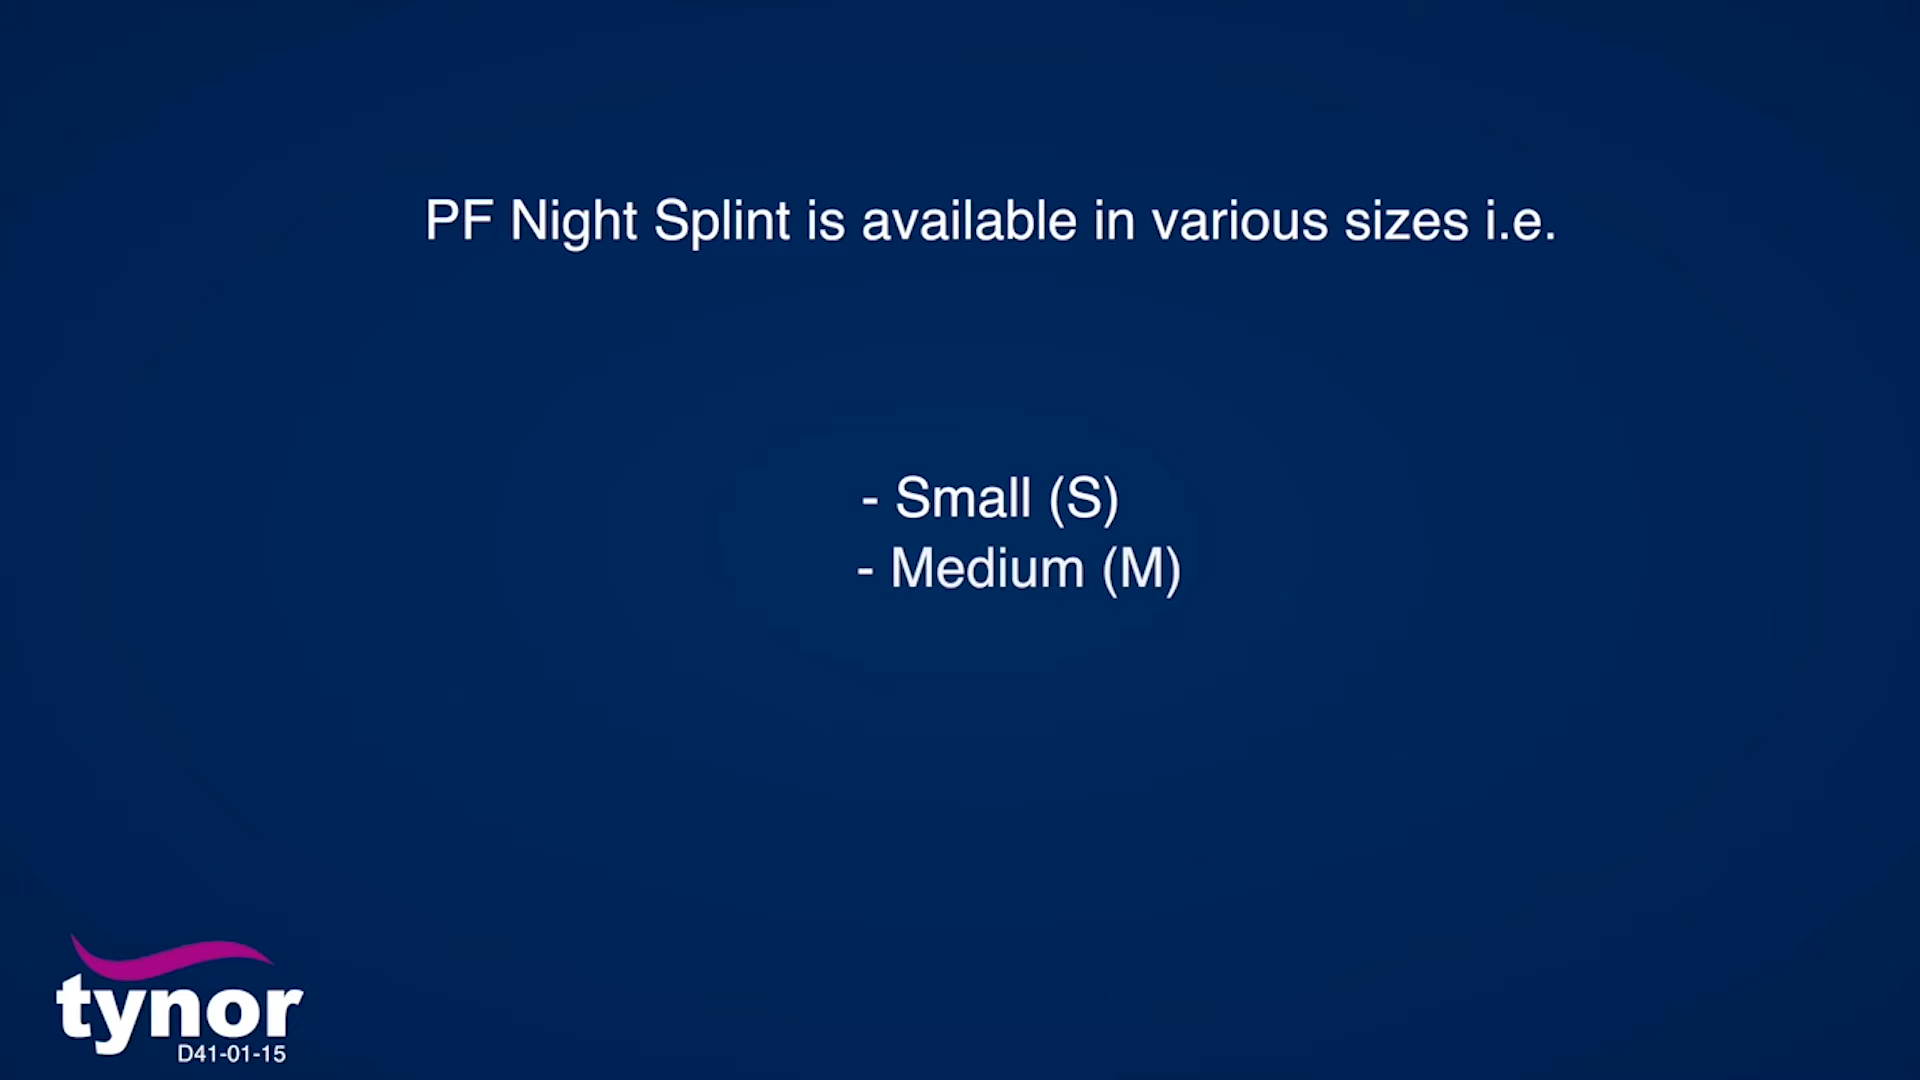 PF Night Splint is available in various sizes i.e.
- Small (S)
- Medium (M)
tynor
D41-01-15